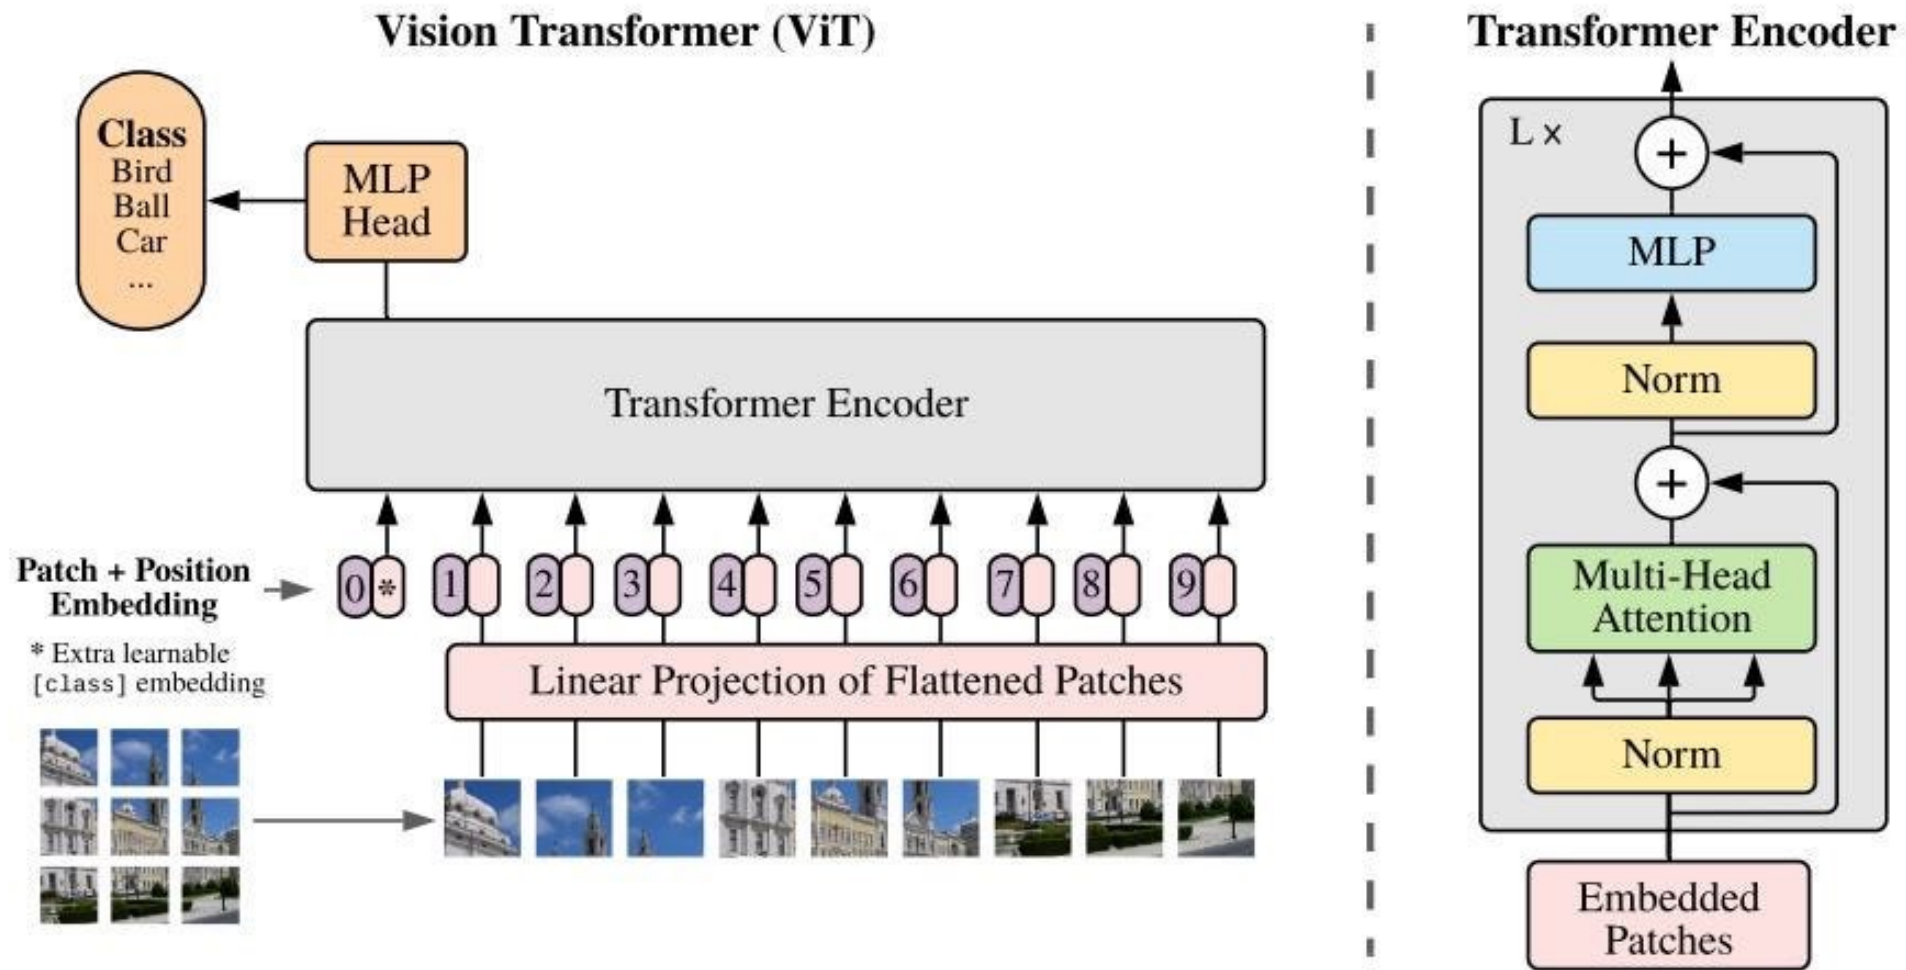 Vision Transformer (ViT)
Class
Bird
Ball
Car
...
MLP
Head
Transformer Encoder
Patch + Position
Embedding
* Extra learnable
[class] embedding
0 * 1 2 3 4 5 6 7 8 9
Linear Projection of Flattened Patches
Transformer Encoder
L ×
+
MLP
Norm
+
Multi-Head
Attention
Norm
Embedded
Patches